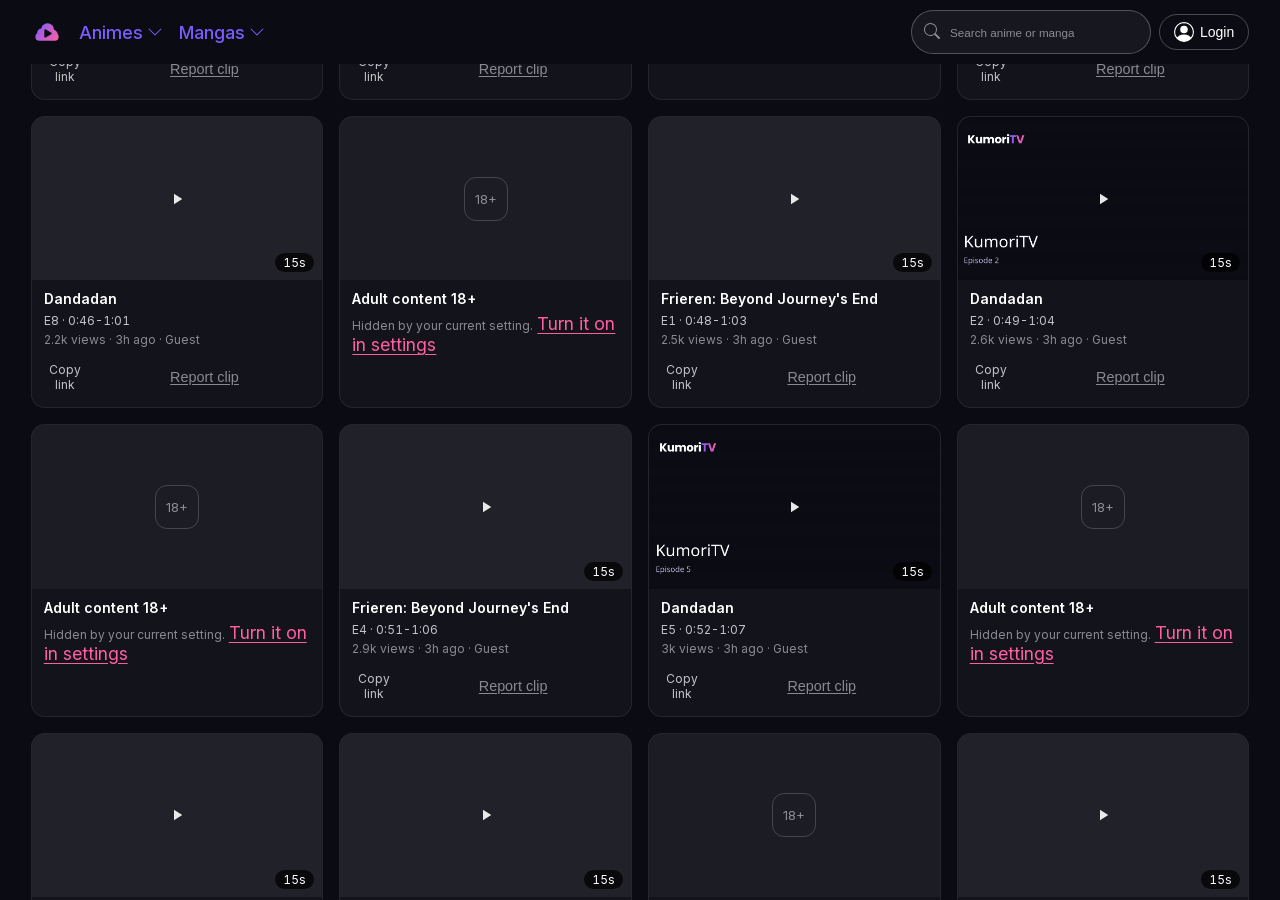 Animes
Mangas
Search anime or manga
Login
Copy
link
Report clip
Copy
link
Report clip
Copy
link
Report clip
15s
Dandadan
E8 · 0:46-1:01
2.2k views · 3h ago · Guest
Copy
link
Report clip
18+
Adult content 18+
Hidden by your current setting. Turn it on
in settings
15s
Frieren: Beyond Journey's End
E1 · 0:48-1:03
2.5k views · 3h ago · Guest
Copy
link
Report clip
KumoriTV
KumoriTV
Episode 2
15s
Dandadan
E2 · 0:49-1:04
2.6k views · 3h ago · Guest
Copy
link
Report clip
18+
Adult content 18+
Hidden by your current setting. Turn it on
in settings
15s
Frieren: Beyond Journey's End
E4 · 0:51-1:06
2.9k views · 3h ago · Guest
Copy
link
Report clip
KumoriTV
KumoriTV
Episode 5
15s
Dandadan
E5 · 0:52-1:07
3k views · 3h ago · Guest
Copy
link
Report clip
18+
Adult content 18+
Hidden by your current setting. Turn it on
in settings
15s
15s
18+
15s